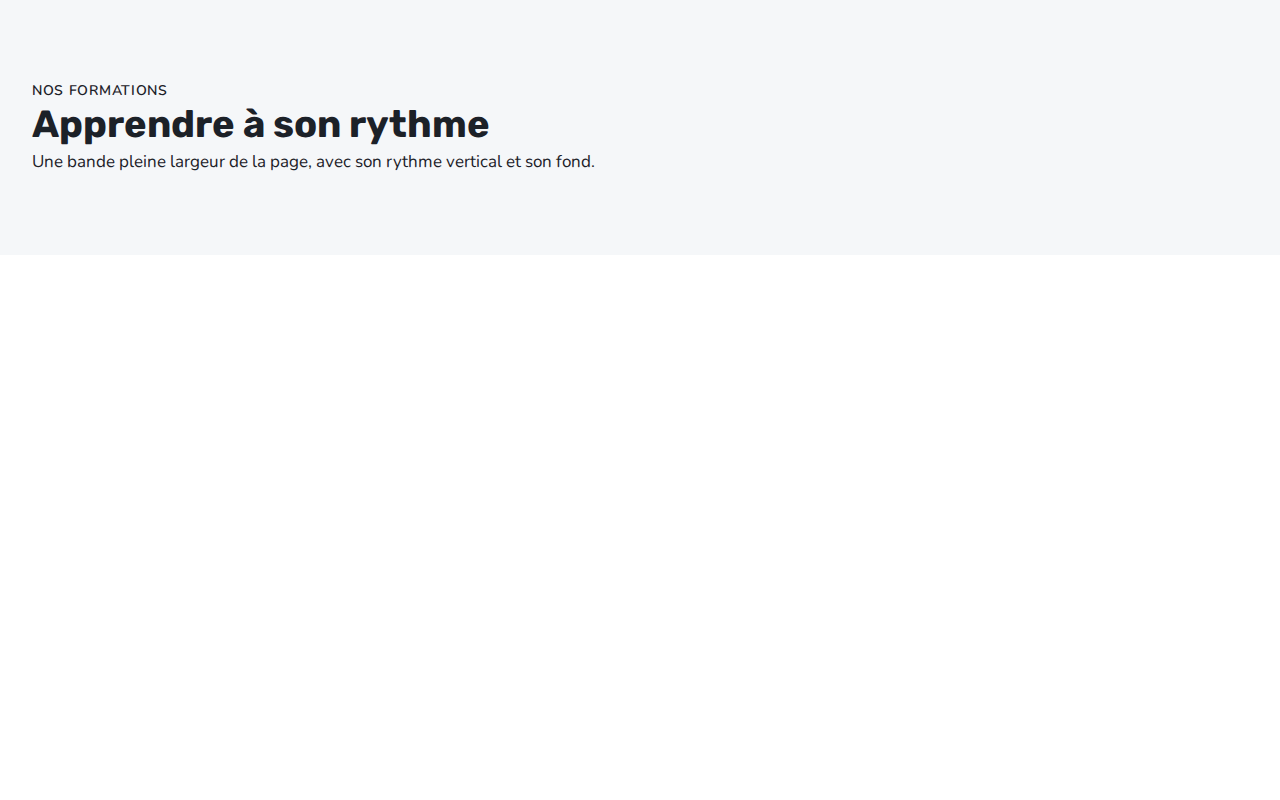 NOS FORMATIONS
Apprendre à son rythme
Une bande pleine largeur de la page, avec son rythme vertical et son fond.